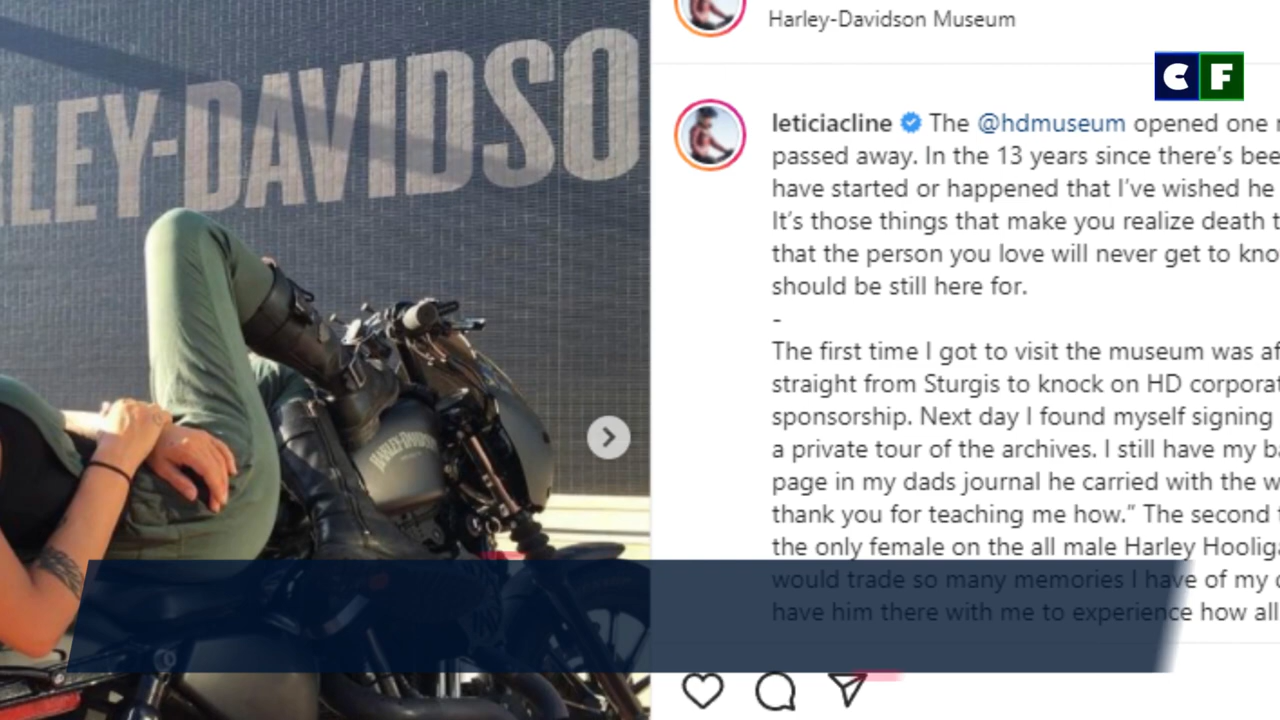 LEY-DAVIDSO
HARLEY-DAVIDSON
Harley-Davidson Museum
C F
leticiacline The @hdmuseum opened one
passed away. In the 13 years since there's bee
have started or happened that I've wished he
It's those things that make you realize death t
that the person you love will never get to kno
should be still here for.
-
The first time I got to visit the museum was af
straight from Sturgis to knock on HD corporat
sponsorship. Next day I found myself signing
a private tour of the archives. I still have my ba
page in my dads journal he carried with the w
thank you for teaching me how." The second t
the only female on the all male Harley Hooliga
would trade so many memories I have of my d
have him there with me to experience how all